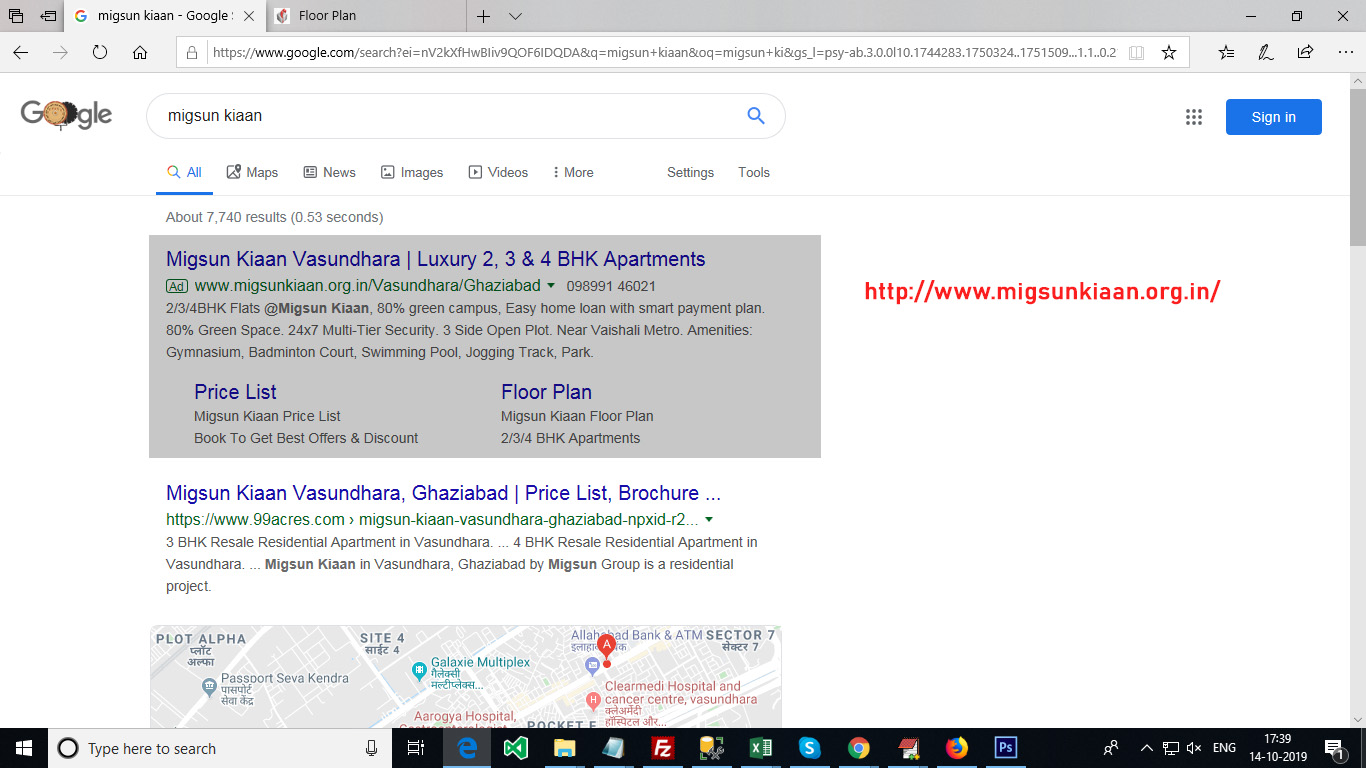 migsun kiaan - Google S
Floor Plan
https://www.google.com/search?ei=nV2kXfHwBIiv9QOF6IDQDA&q=migsun+kiaan&oq=migsun+ki&gs_l=psy-ab.3.0.0l10.1744283.1750324..1751509...1.1..0.2
Google
migsun kiaan
Sign in
All
Maps
News
Images
Videos
More
Settings
Tools
About 7,740 results (0.53 seconds)
Migsun Kiaan Vasundhara | Luxury 2, 3 & 4 BHK Apartments
Ad www.migsunkiaan.org.in/Vasundhara/Ghaziabad 098991 46021
2/3/4BHK Flats @Migsun Kiaan, 80% green campus, Easy home loan with smart payment plan.
80% Green Space. 24x7 Multi-Tier Security. 3 Side Open Plot. Near Vaishali Metro. Amenities:
Gymnasium, Badminton Court, Swimming Pool, Jogging Track, Park.
Price List
Migsun Kiaan Price List
Book To Get Best Offers & Discount
Floor Plan
Migsun Kiaan Floor Plan
2/3/4 BHK Apartments
http://www.migsunkiaan.org.in/
Migsun Kiaan Vasundhara, Ghaziabad | Price List, Brochure ...
https://www.99acres.com › migsun-kiaan-vasundhara-ghaziabad-npxid-r2...
3 BHK Resale Residential Apartment in Vasundhara. ... 4 BHK Resale Residential Apartment in
Vasundhara. ... Migsun Kiaan in Vasundhara, Ghaziabad by Migsun Group is a residential
project.
PLOT ALPHA
प्लॉट
अल्फा
SITE 4
साईट 4
Allahabad Bank & ATM
SECTOR 7
सेक्टर 7
A
Galaxie Multiplex
गैलेक्सी
मल्टीप्लेक्स...
Passport Seva Kendra
पासपोर्ट
सेवा केंद्र
H
Clearmedi Hospital and
cancer centre, vasundhara
क्लेअर्मेदी
हॉस्पिटल और...
Aarogya Hospital,
POCKET F
Type here to search
ENG
17:39
14-10-2019
1